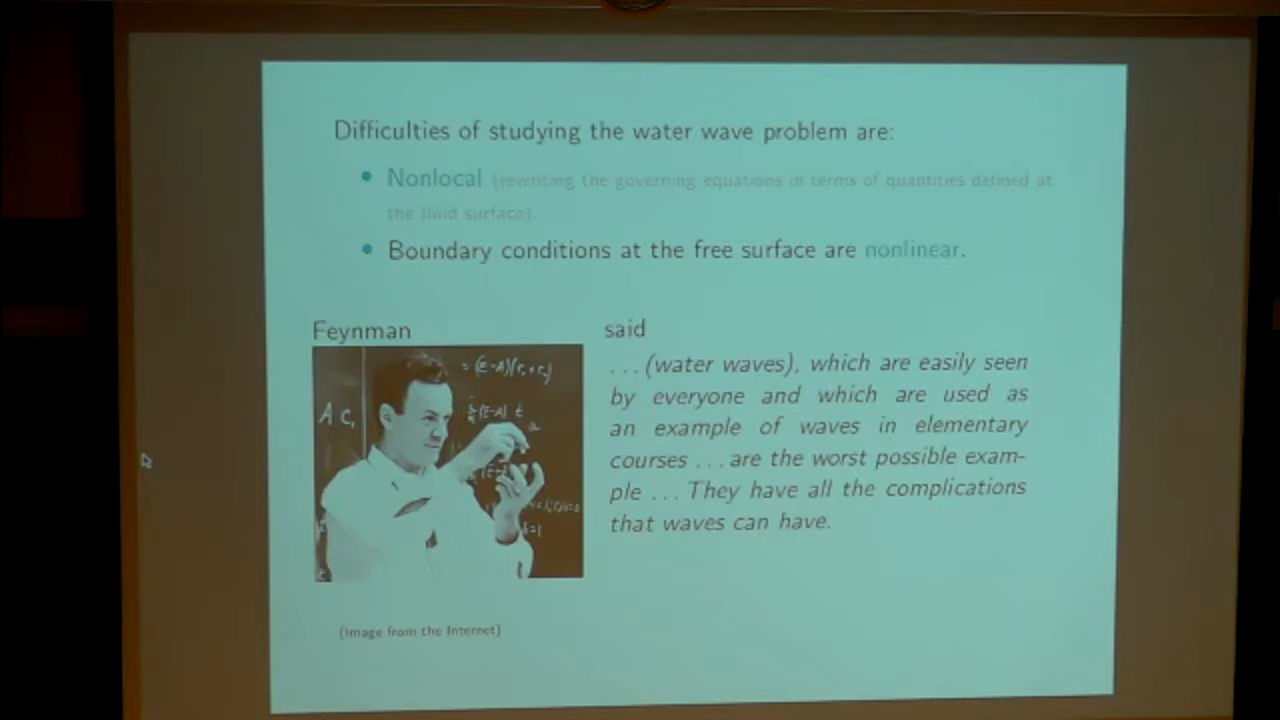 Difficulties of studying the water wave problem are:
• Nonlocal (rewriting the governing equations in terms of quantities defined at
the fluid surface).
• Boundary conditions at the free surface are nonlinear.
Feynman said
...(water waves), which are easily seen
by everyone and which are used as
an example of waves in elementary
courses ...are the worst possible exam-
ple ... They have all the complications
that waves can have.
= (E-A)(
A C₁
(E-A) t
(Image from the Internet)